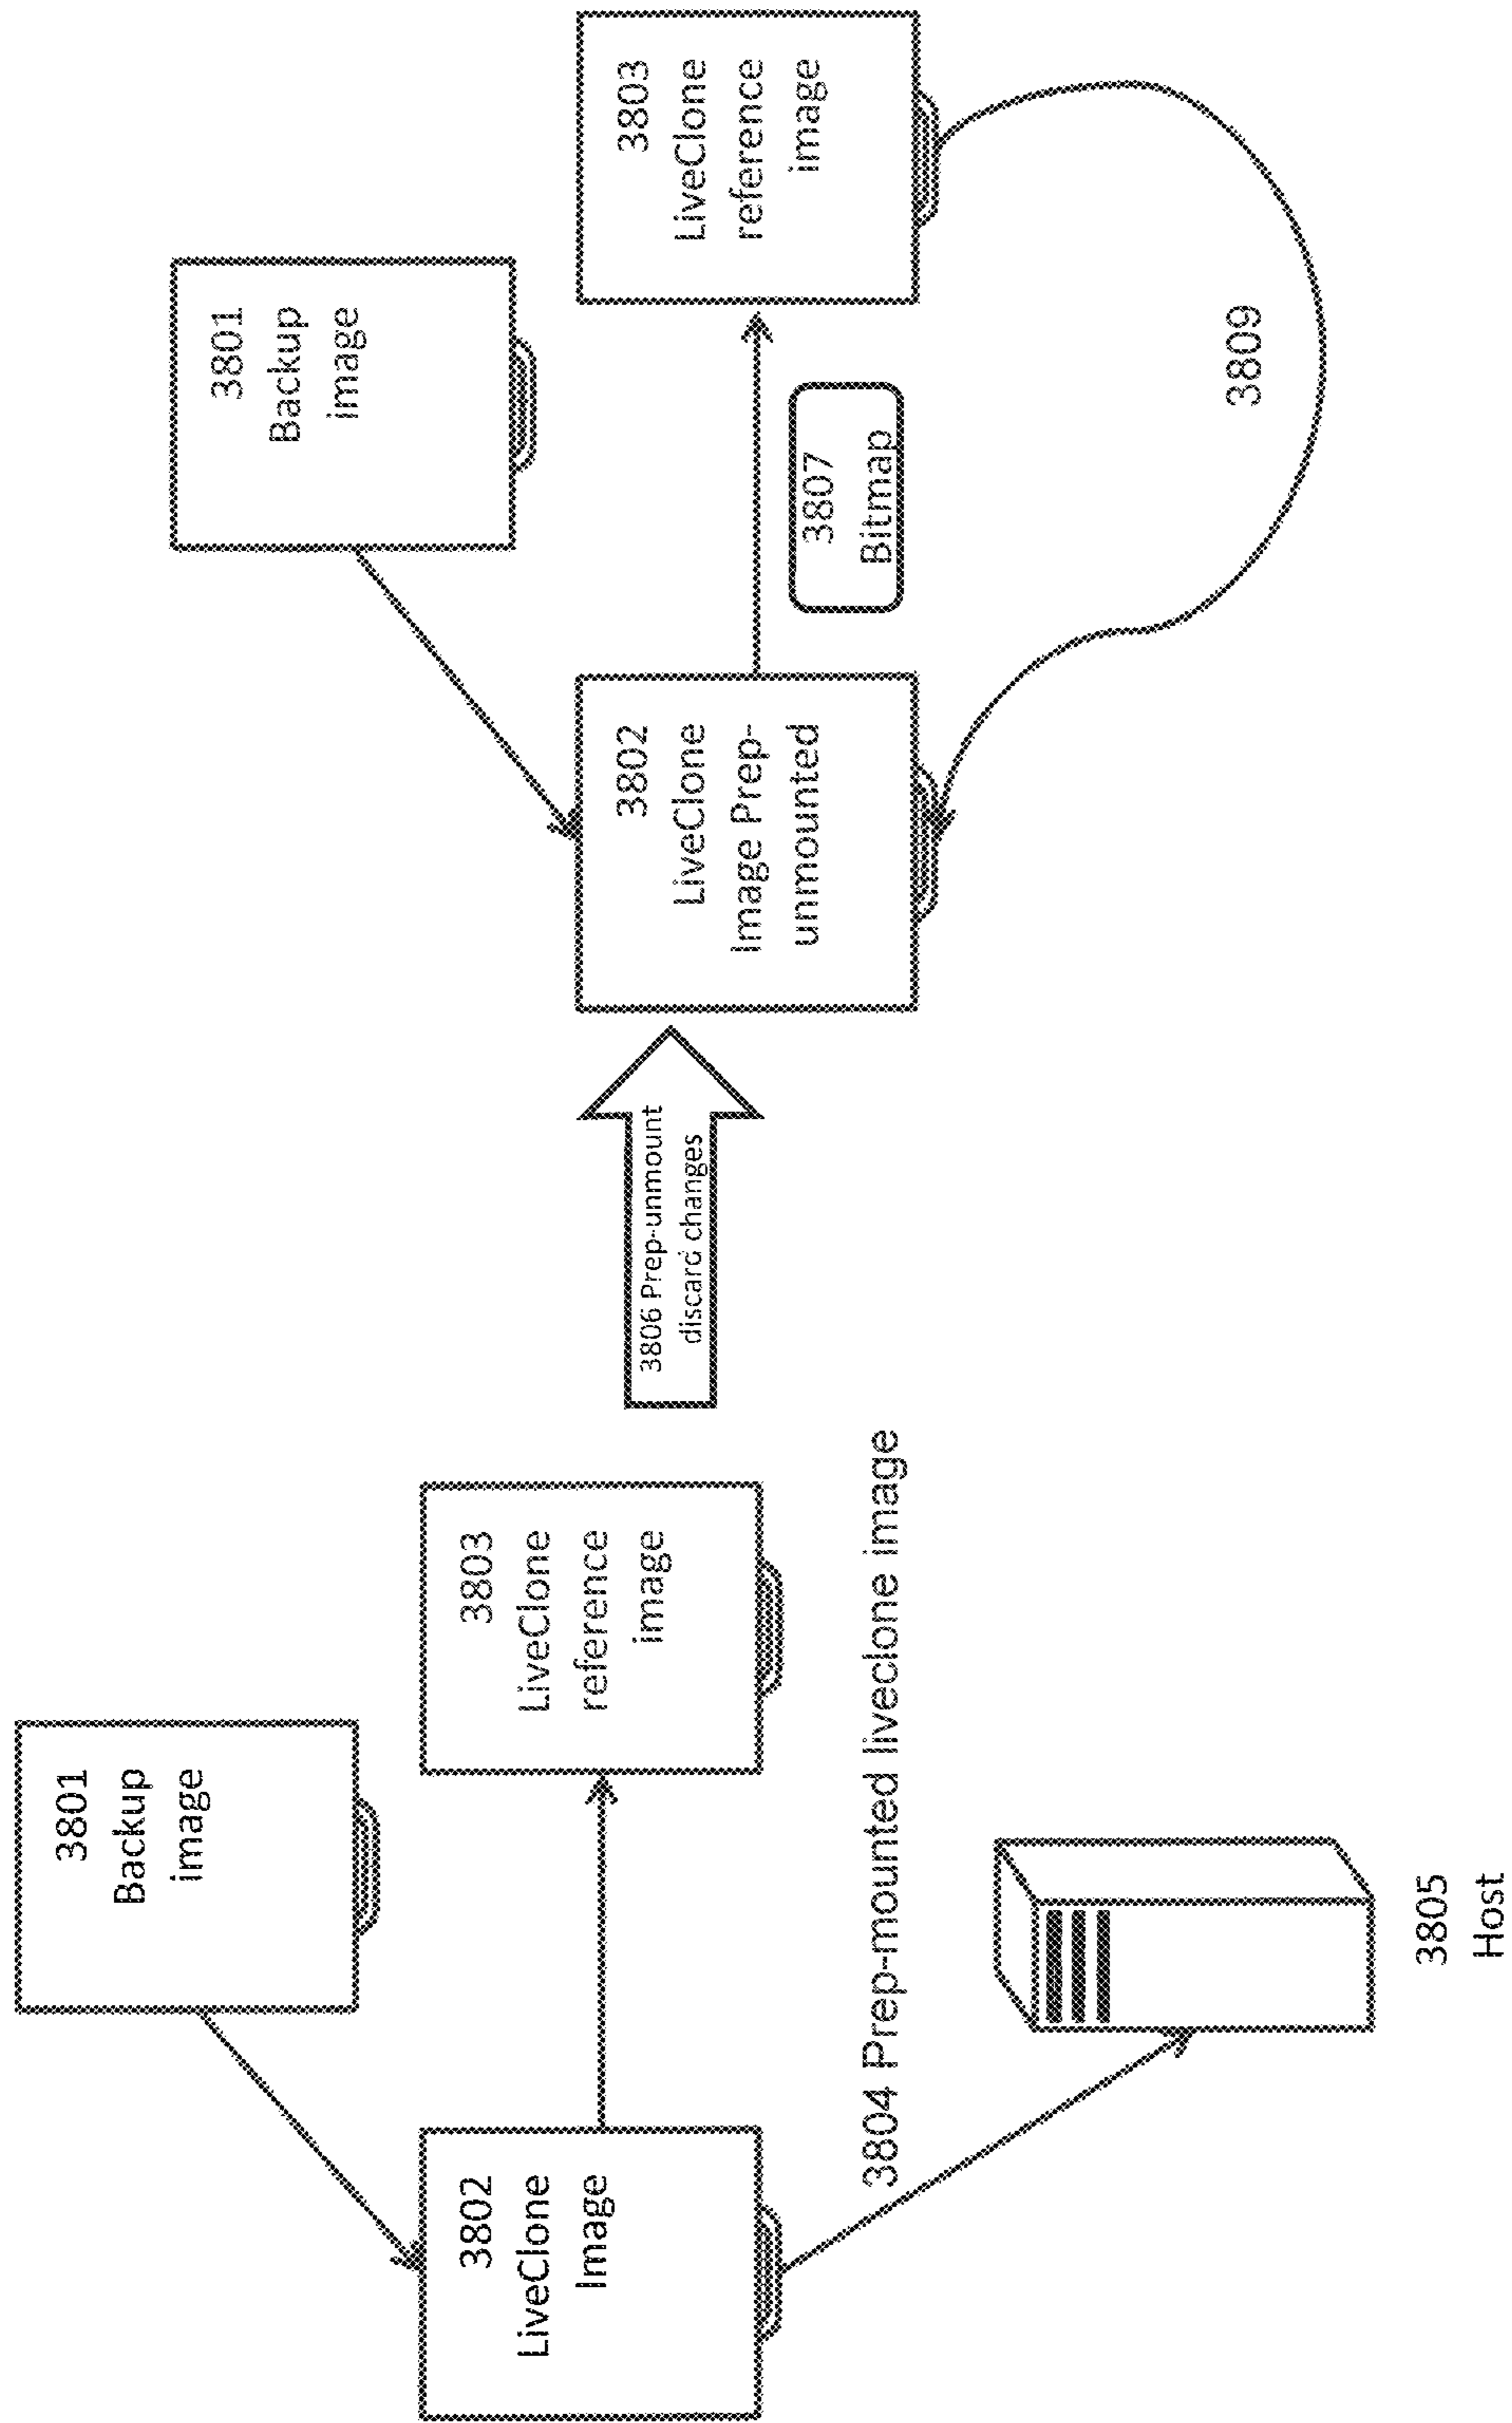 3801
Backup
image
3802
LiveClone
Image
3803
LiveClone
reference
image
3804 Prep-mounted liveclone image
3805
Host
3806 Prep-unmount
discard changes
3801
Backup
image
3802
LiveClone
Image Prep-
unmounted
3803
LiveClone
reference
image
3807
Bitmap
3809